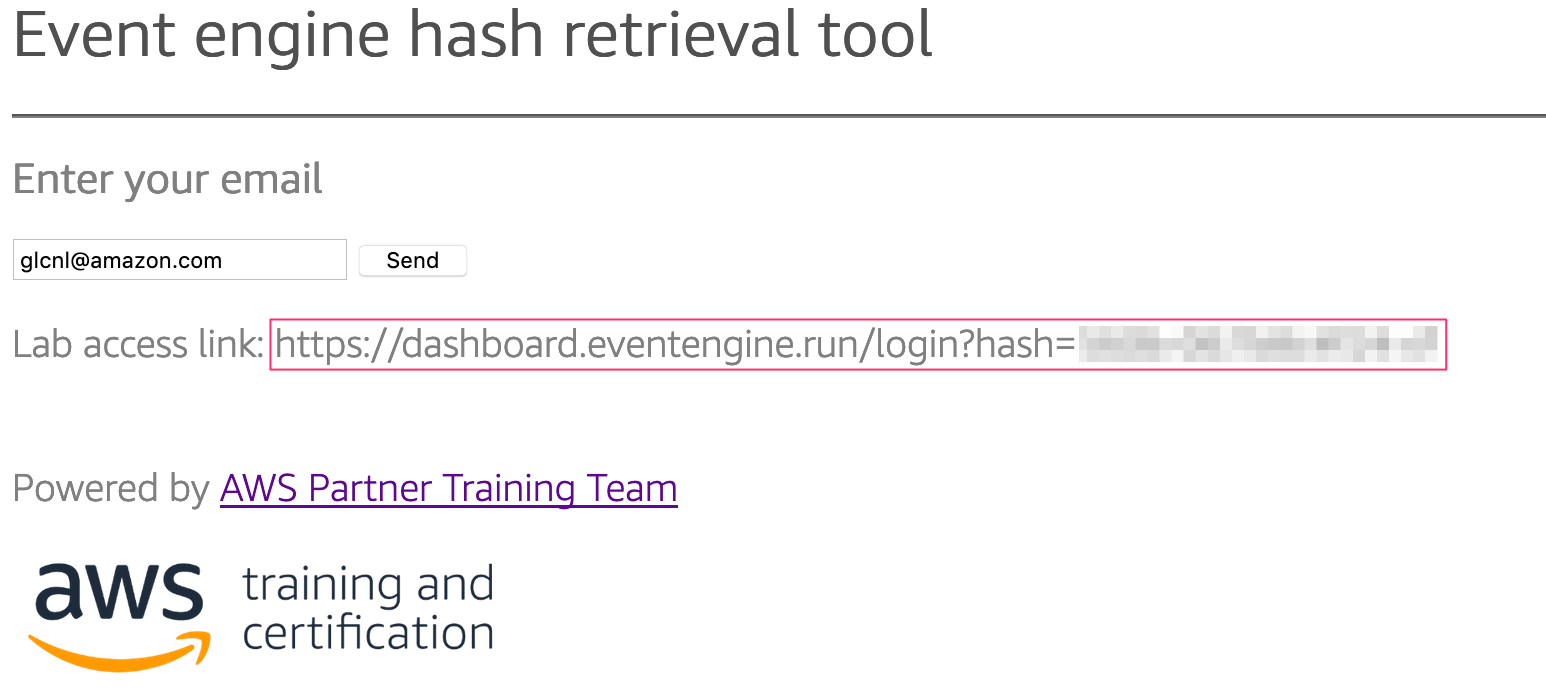 Event engine hash retrieval tool
Enter your email
glcnl@amazon.com Send
Lab access link: https://dashboard.eventengine.run/login?hash=
Powered by AWS Partner Training Team
aws training and
certification